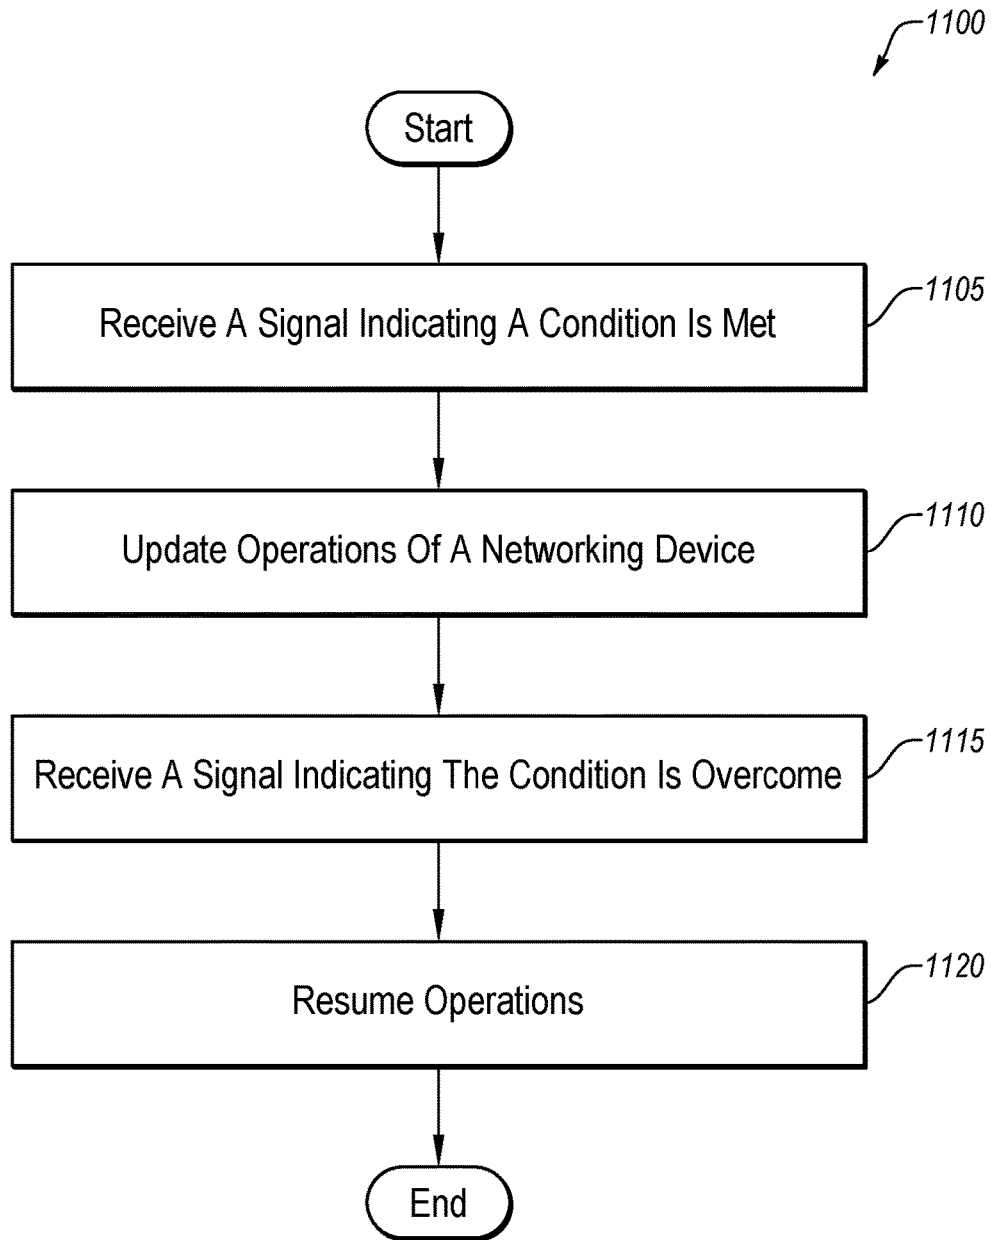 1100
Start
Receive A Signal Indicating A Condition Is Met
1105
Update Operations Of A Networking Device
1110
Receive A Signal Indicating The Condition Is Overcome
1115
Resume Operations
1120
End